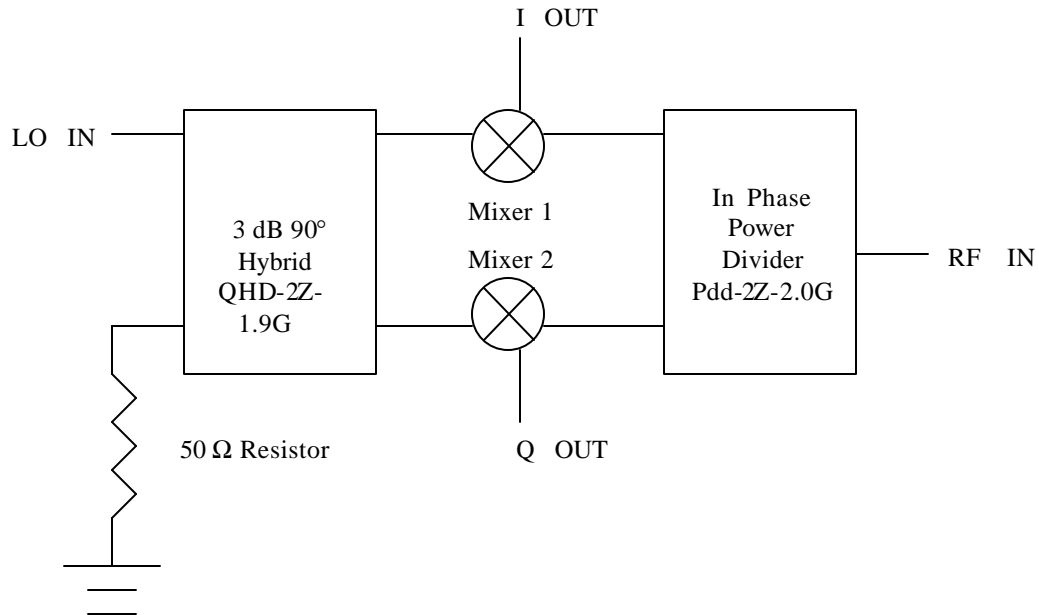 I OUT
LO IN
Mixer 1
Mixer 2
3 dB 90°
Hybrid
QHD-2Z-
1.9G
In Phase
Power
Divider
Pdd-2Z-2.0G
RF IN
50 Ω Resistor
Q OUT